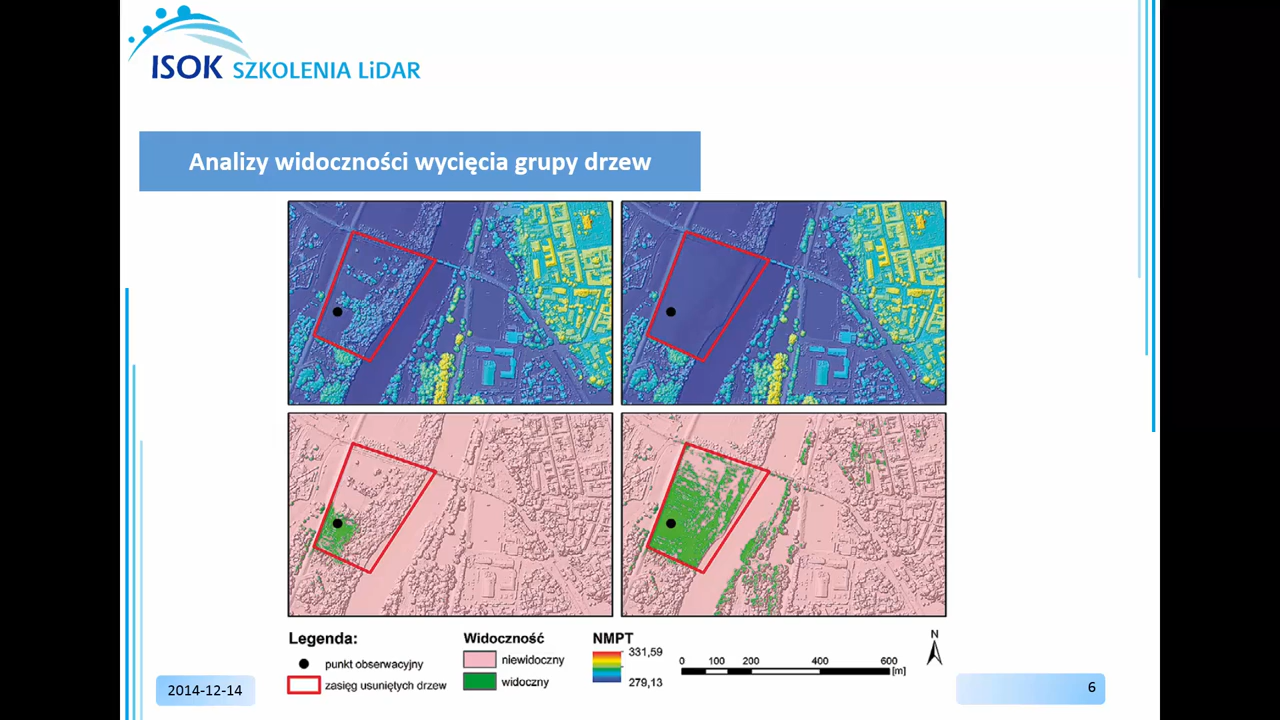 ISOK SZKOLENIA LiDAR
Analizy widoczności wycięcia grupy drzew
Legenda:
punkt obserwacyjny
zasięg usuniętych drzew
Widoczność
niewidoczny
widoczny
NMPT
331,59
279,13
0 100 200 400 600
[m]
N
2014-12-14
6